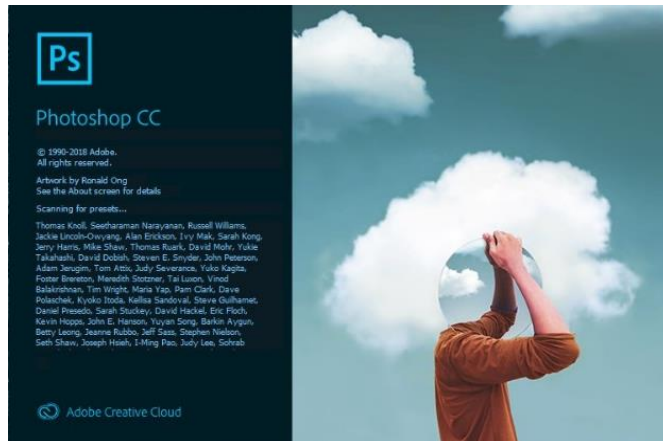 Ps
Photoshop CC
© 1990-2018 Adobe.
All rights reserved.
Artwork by Ronald Ong
See the About screen for details
Scanning for presets...
Thomas Knoll, Seetharaman Narayanan, Russell Williams,
Jackie Lincoln-Owyang, Alan Erickson, Ivy Mak, Sarah Kong,
Jerry Harris, Mike Shaw, Thomas Ruark, David Mohr, Yukie
Takahashi, David Dobish, Steven E. Snyder, John Peterson,
Adam Jerugim, Tom Attix, Judy Severance, Yuko Kagita,
Foster Brereton, Meredith Stotzner, Tai Luxon, Vinod
Balakrishnan, Tim Wright, Maria Yap, Pam Clark, Dave
Polaschek, Kyoko Itoda, Kellisa Sandoval, Steve Guilhamet,
Daniel Presedo, Sarah Stuckey, David Hackel, Eric Floch,
Kevin Hopps, John E. Hanson, Yuyan Song, Barkin Aygun,
Betty Leong, Jeanne Rubbo, Jeff Sass, Stephen Nielson,
Seth Shaw, Joseph Hsieh, I-Ming Pao, Judy Lee, Sohrab
Adobe Creative Cloud